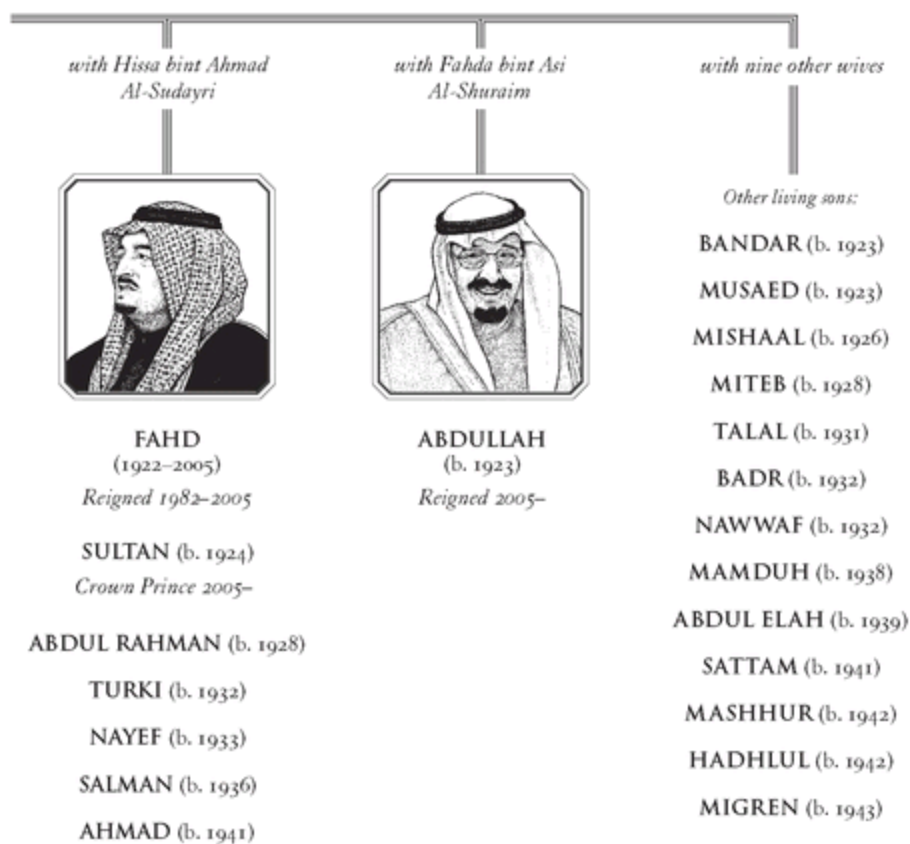 with Hissa bint Ahmad
Al-Sudayri
FAHD
(1922–2005)
Reigned 1982–2005
SULTAN (b. 1924)
Crown Prince 2005–
ABDUL RAHMAN (b. 1928)
TURKI (b. 1932)
NAYEF (b. 1933)
SALMAN (b. 1936)
AHMAD (b. 1941)
with Fahda bint Asi
Al-Shuraim
ABDULLAH
(b. 1923)
Reigned 2005–
with nine other wives
Other living sons:
BANDAR (b. 1923)
MUSAED (b. 1923)
MISHAAL (b. 1926)
MITEB (b. 1928)
TALAL (b. 1931)
BADR (b. 1932)
NAWWAF (b. 1932)
MAMDUH (b. 1938)
ABDUL ELAH (b. 1939)
SATTAM (b. 1941)
MASHHUR (b. 1942)
HADHLUL (b. 1942)
MIGREN (b. 1943)